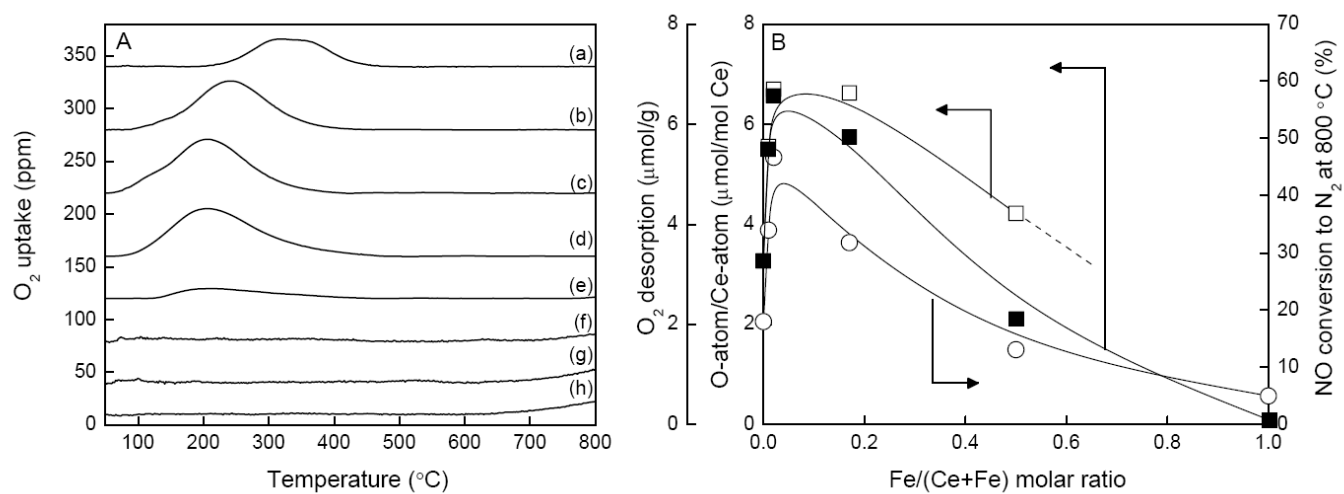 A
O₂ uptake (ppm)
350
300
250
200
150
100
50
0
(a)
(b)
(c)
(d)
(e)
(f)
(g)
(h)
100 200 300 400 500 600 700 800
Temperature (°C)
B
O₂ desorption (μmol/g)
8
6
4
2
0
O-atom/Ce-atom (μmol/mol Ce)
8
6
4
2
0
70
60
50
40
30
20
10
0
NO conversion to N₂ at 800 °C (%)
0.0 0.2 0.4 0.6 0.8 1.0
Fe/(Ce+Fe) molar ratio